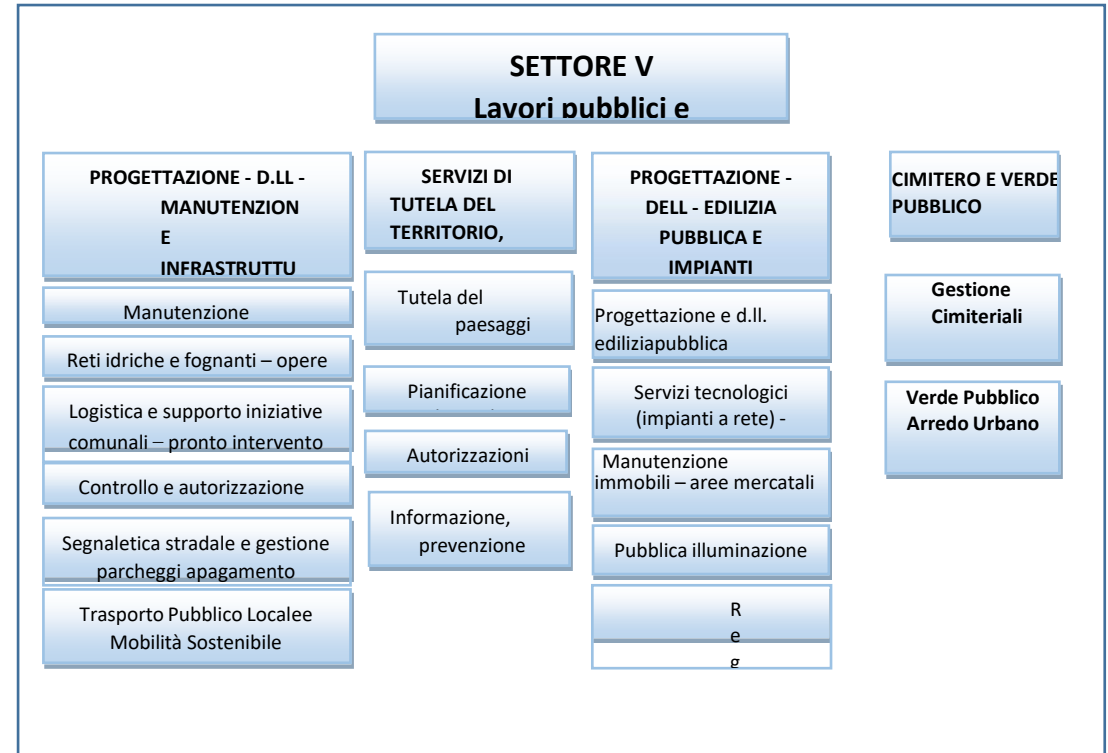 SETTORE V
Lavori pubblici e
PROGETTAZIONE - D.LL -
MANUTENZION
E
INFRASTRUTTU
Manutenzione
Reti idriche e fognanti – opere
Logistica e supporto iniziative
comunali – pronto intervento
Controllo e autorizzazione
Segnaletica stradale e gestione
parcheggi apagamento
Trasporto Pubblico Localee
Mobilità Sostenibile
SERVIZI DI
TUTELA DEL
TERRITORIO,
Tutela del
paesaggi
Pianificazione
Autorizzazioni
Informazione,
prevenzione
PROGETTAZIONE -
DELL - EDILIZIA
PUBBLICA E
IMPIANTI
Progettazione e d.ll.
ediliziapubblica
Servizi tecnologici
(impianti a rete) -
Manutenzione
immobili – aree mercatali
Pubblica illuminazione
R
e
g
CIMITERO E VERDE
PUBBLICO
Gestione
Cimiteriali
Verde Pubblico
Arredo Urbano